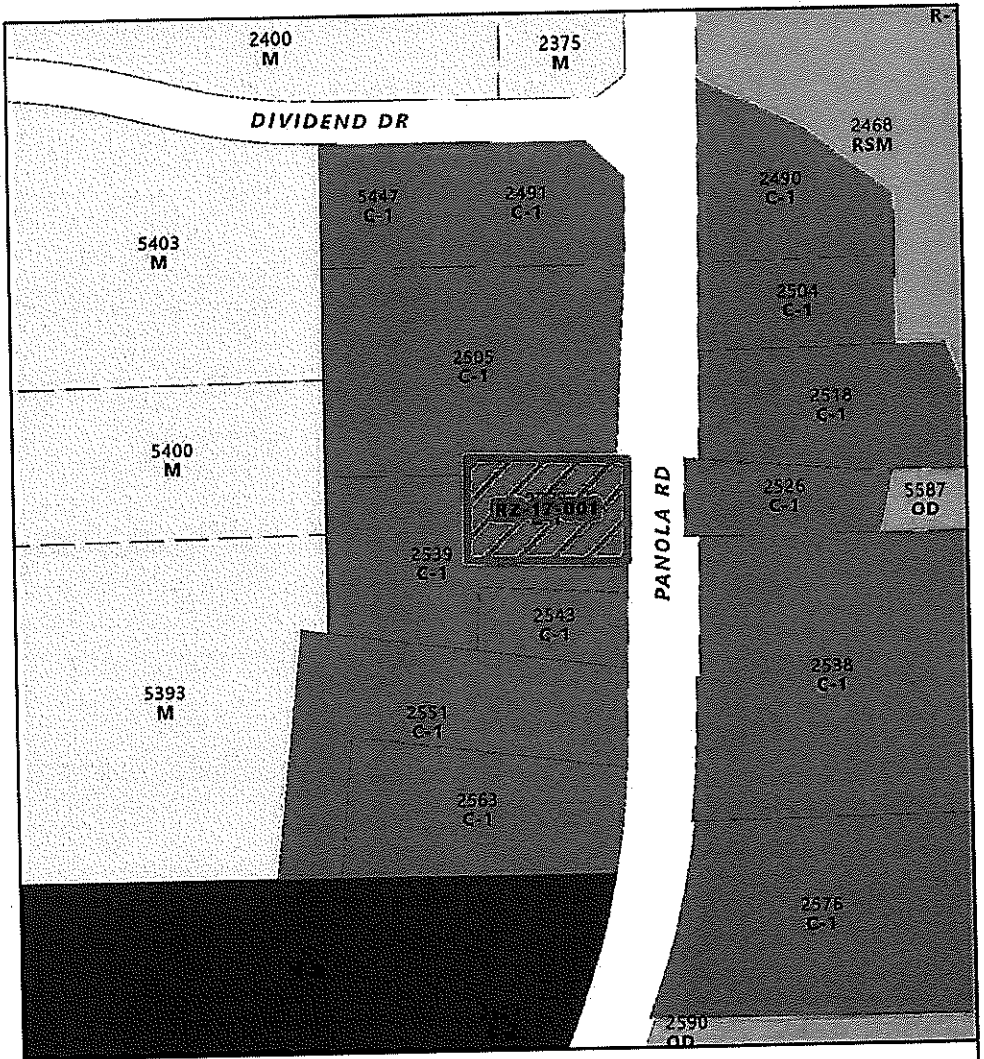 R-
2400
M
2375
M
DIVIDEND DR
2468
RSM
5447
C-1
2491
C-1
2490
C-1
5403
M
2504
C-1
2505
C-1
2518
C-1
5400
M
2526
C-1
5587
OD
RZ-17-001
PANOLA RD
2539
C-1
2543
C-1
2538
C-1
5393
M
2551
C-1
2563
C-1
2576
C-1
2590
OD